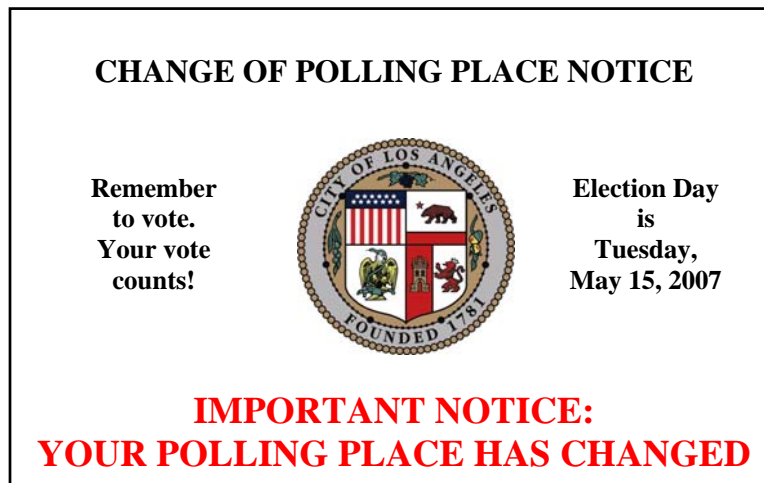 CHANGE OF POLLING PLACE NOTICE
Remember
to vote.
Your vote
counts!
CITY OF LOS ANGELES
FOUNDED 1781
Election Day
is
Tuesday,
May 15, 2007
IMPORTANT NOTICE:
YOUR POLLING PLACE HAS CHANGED